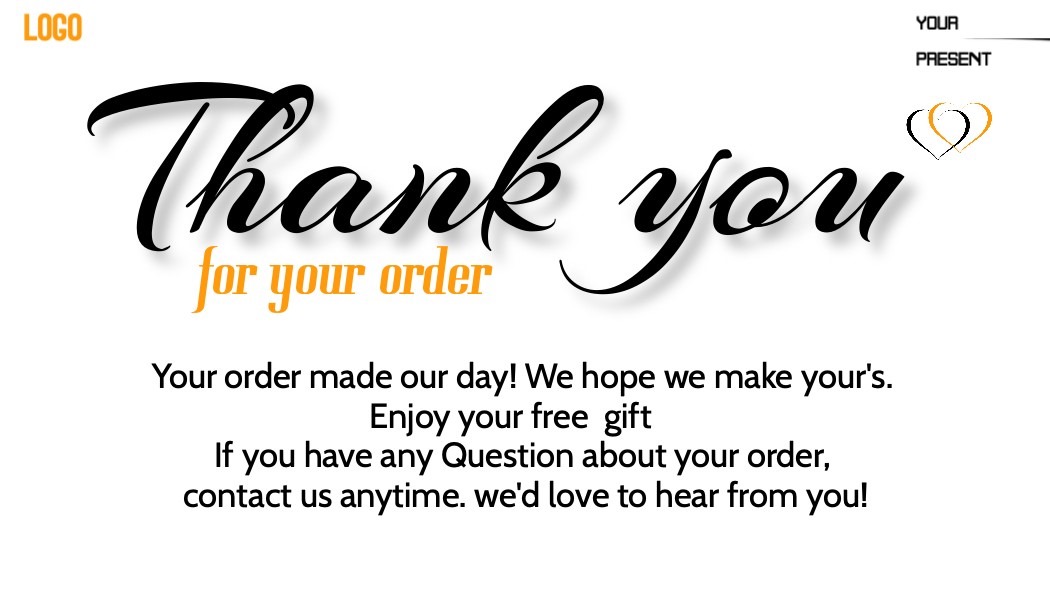 LOGO
YOUR
PRESENT
Thank you
for your order
Your order made our day! We hope we make your's.
Enjoy your free  gift
If you have any Question about your order,
contact us anytime. we'd love to hear from you!